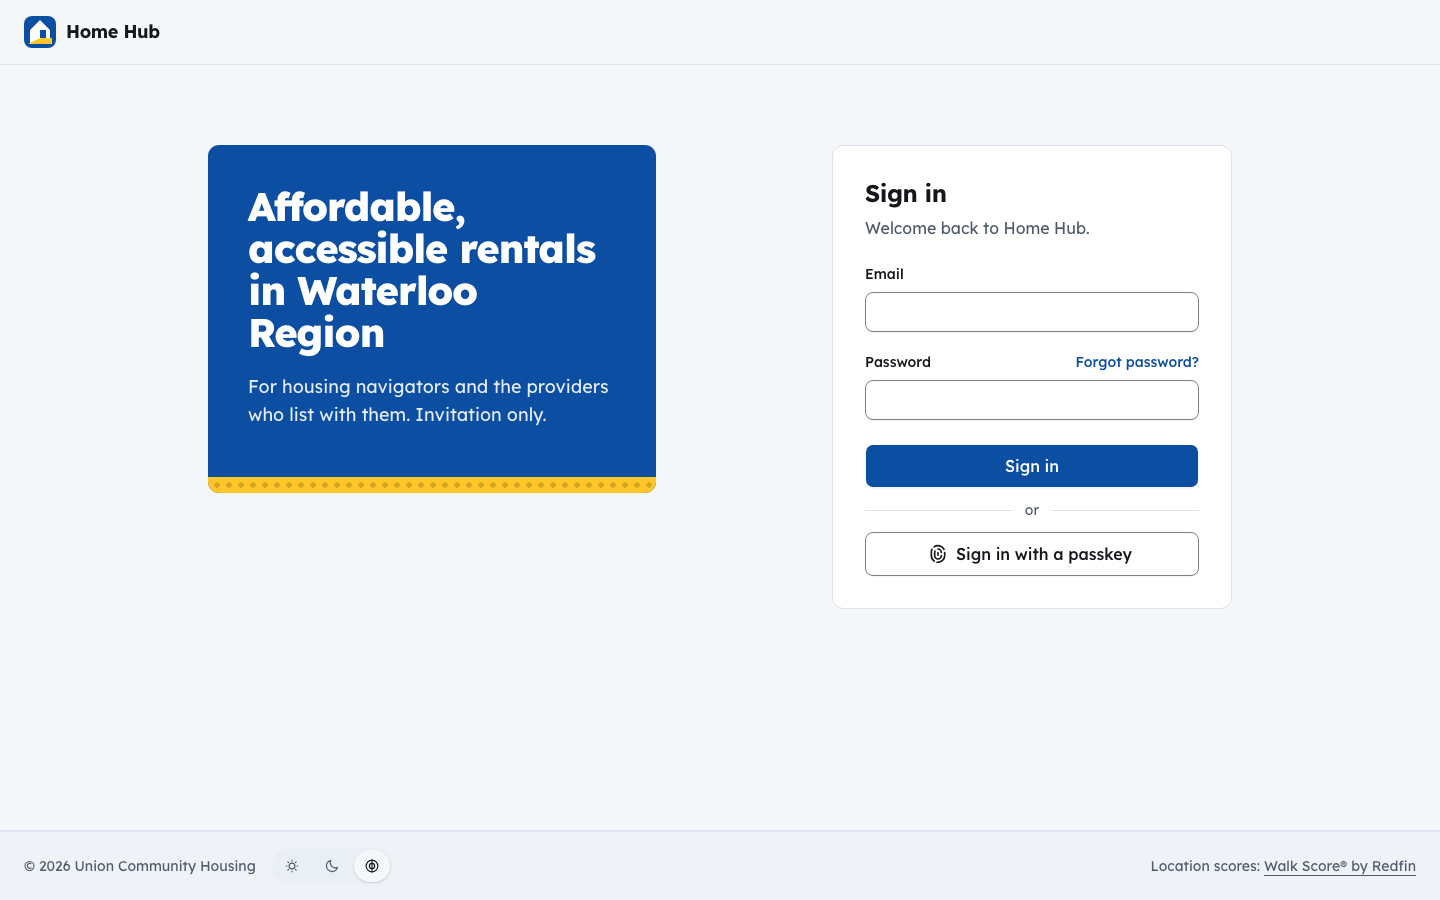 Home Hub
Affordable,
accessible rentals
in Waterloo
Region
For housing navigators and the providers
who list with them. Invitation only.
Sign in
Welcome back to Home Hub.
Email
Password
Forgot password?
Sign in
or
Sign in with a passkey
© 2026 Union Community Housing
Location scores: Walk Score® by Redfin